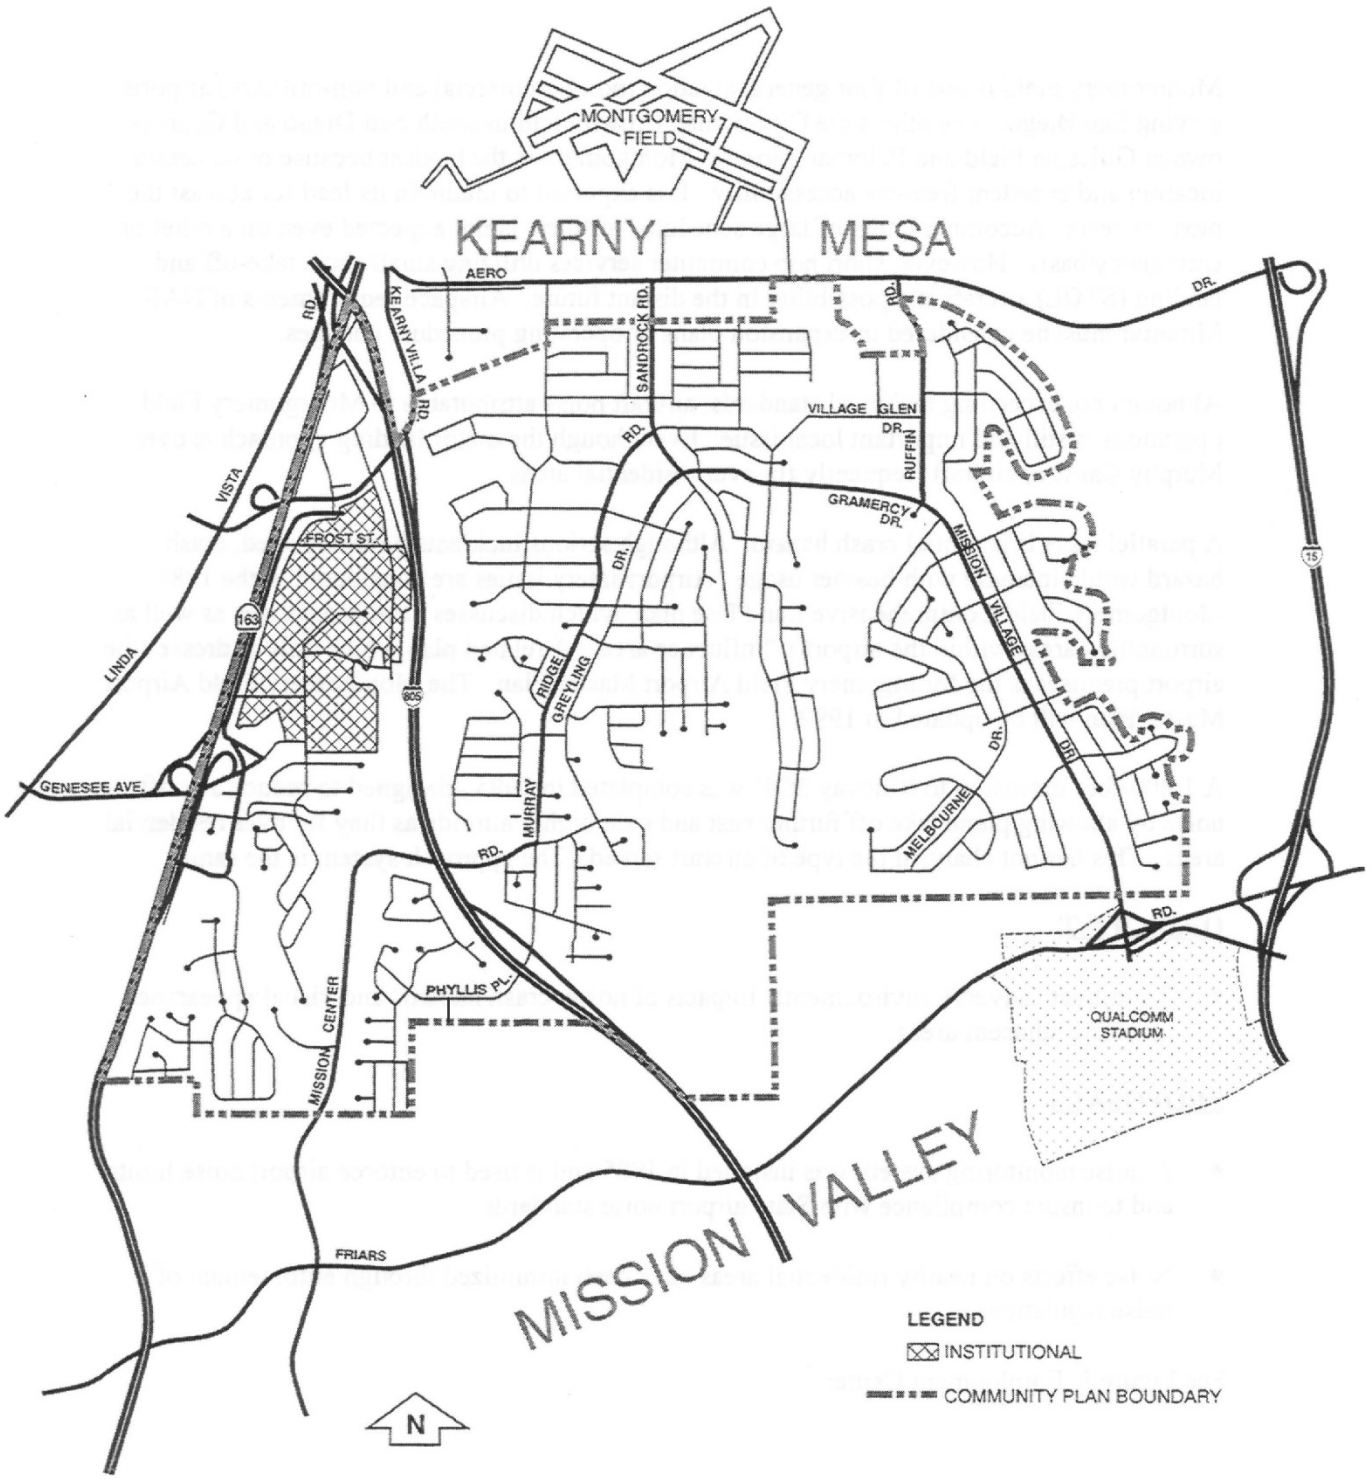 MONTGOMERY
FIELD
KEARNY MESA
AERO
DR.
RD.
KEARNY VILLA
RD
SANDROCK RD.
RD.
VILLAGE GLEN
DR.
RUFFIN
RD.
VISTA
LINDA
GRAMERCY
DR.
FROST ST.
163
805
15
MISSION
VILLAGE
DR.
DR.
RIDGE
GREYLING
MURRAY
RD.
GENESEE AVE.
MELBOURNE
DR.
RD.
PHYLLIS PL.
MISSION
CENTER
QUALCOMM
STADIUM
MISSION VALLEY
FRIARS
LEGEND
INSTITUTIONAL
COMMUNITY PLAN BOUNDARY
N